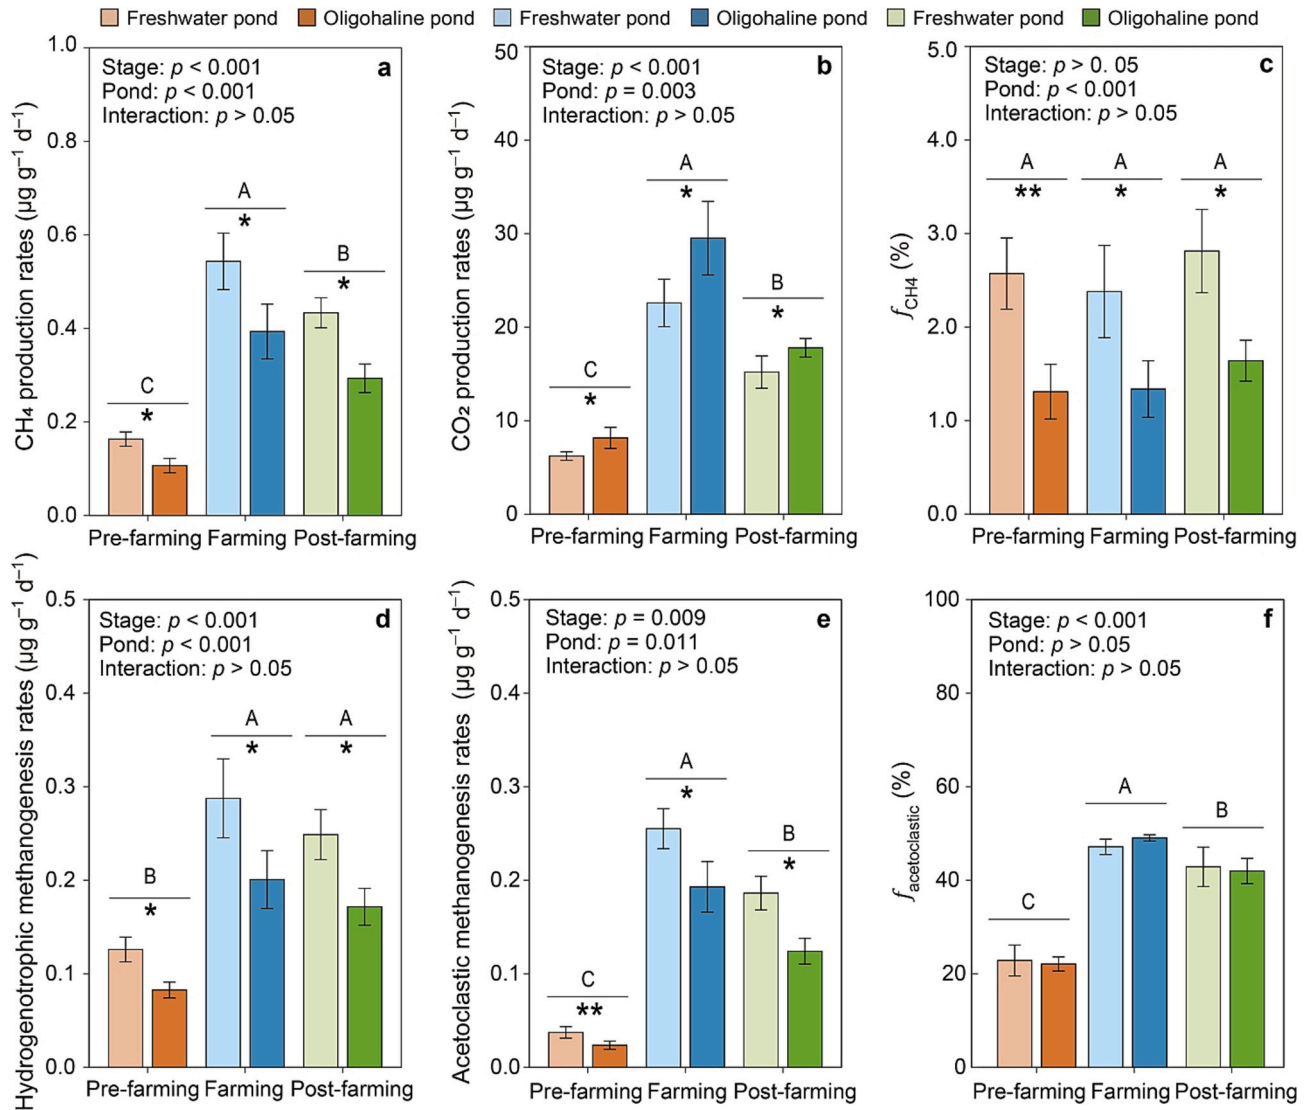 Freshwater pond Oligohaline pond Freshwater pond Oligohaline pond Freshwater pond Oligohaline pond
CH₄ production rates (µg g⁻¹ d⁻¹)
1.0
0.8
0.6
0.4
0.2
0.0
Stage: p < 0.001
Pond: p < 0.001
Interaction: p > 0.05
a
C
*
A
*
B
*
Pre-farming Farming Post-farming
CO₂ production rates (µg g⁻¹ d⁻¹)
50
40
30
20
10
0
Stage: p < 0.001
Pond: p = 0.003
Interaction: p > 0.05
b
C
*
A
*
B
*
Pre-farming Farming Post-farming
fCH4 (%)
5.0
4.0
3.0
2.0
1.0
0.0
Stage: p > 0. 05
Pond: p < 0.001
Interaction: p > 0.05
c
A
**
A
*
A
*
Pre-farming Farming Post-farming
Hydrogenotrophic methanogenesis rates (µg g⁻¹ d⁻¹)
0.5
0.4
0.3
0.2
0.1
0.0
Stage: p < 0.001
Pond: p < 0.001
Interaction: p > 0.05
d
B
*
A
*
A
*
Pre-farming Farming Post-farming
Acetoclastic methanogenesis rates (µg g⁻¹ d⁻¹)
0.5
0.4
0.3
0.2
0.1
0.0
Stage: p = 0.009
Pond: p = 0.011
Interaction: p > 0.05
e
C
**
A
*
B
*
Pre-farming Farming Post-farming
facetoclastic (%)
100
80
60
40
20
0
Stage: p < 0.001
Pond: p > 0.05
Interaction: p > 0.05
f
C
A
B
Pre-farming Farming Post-farming